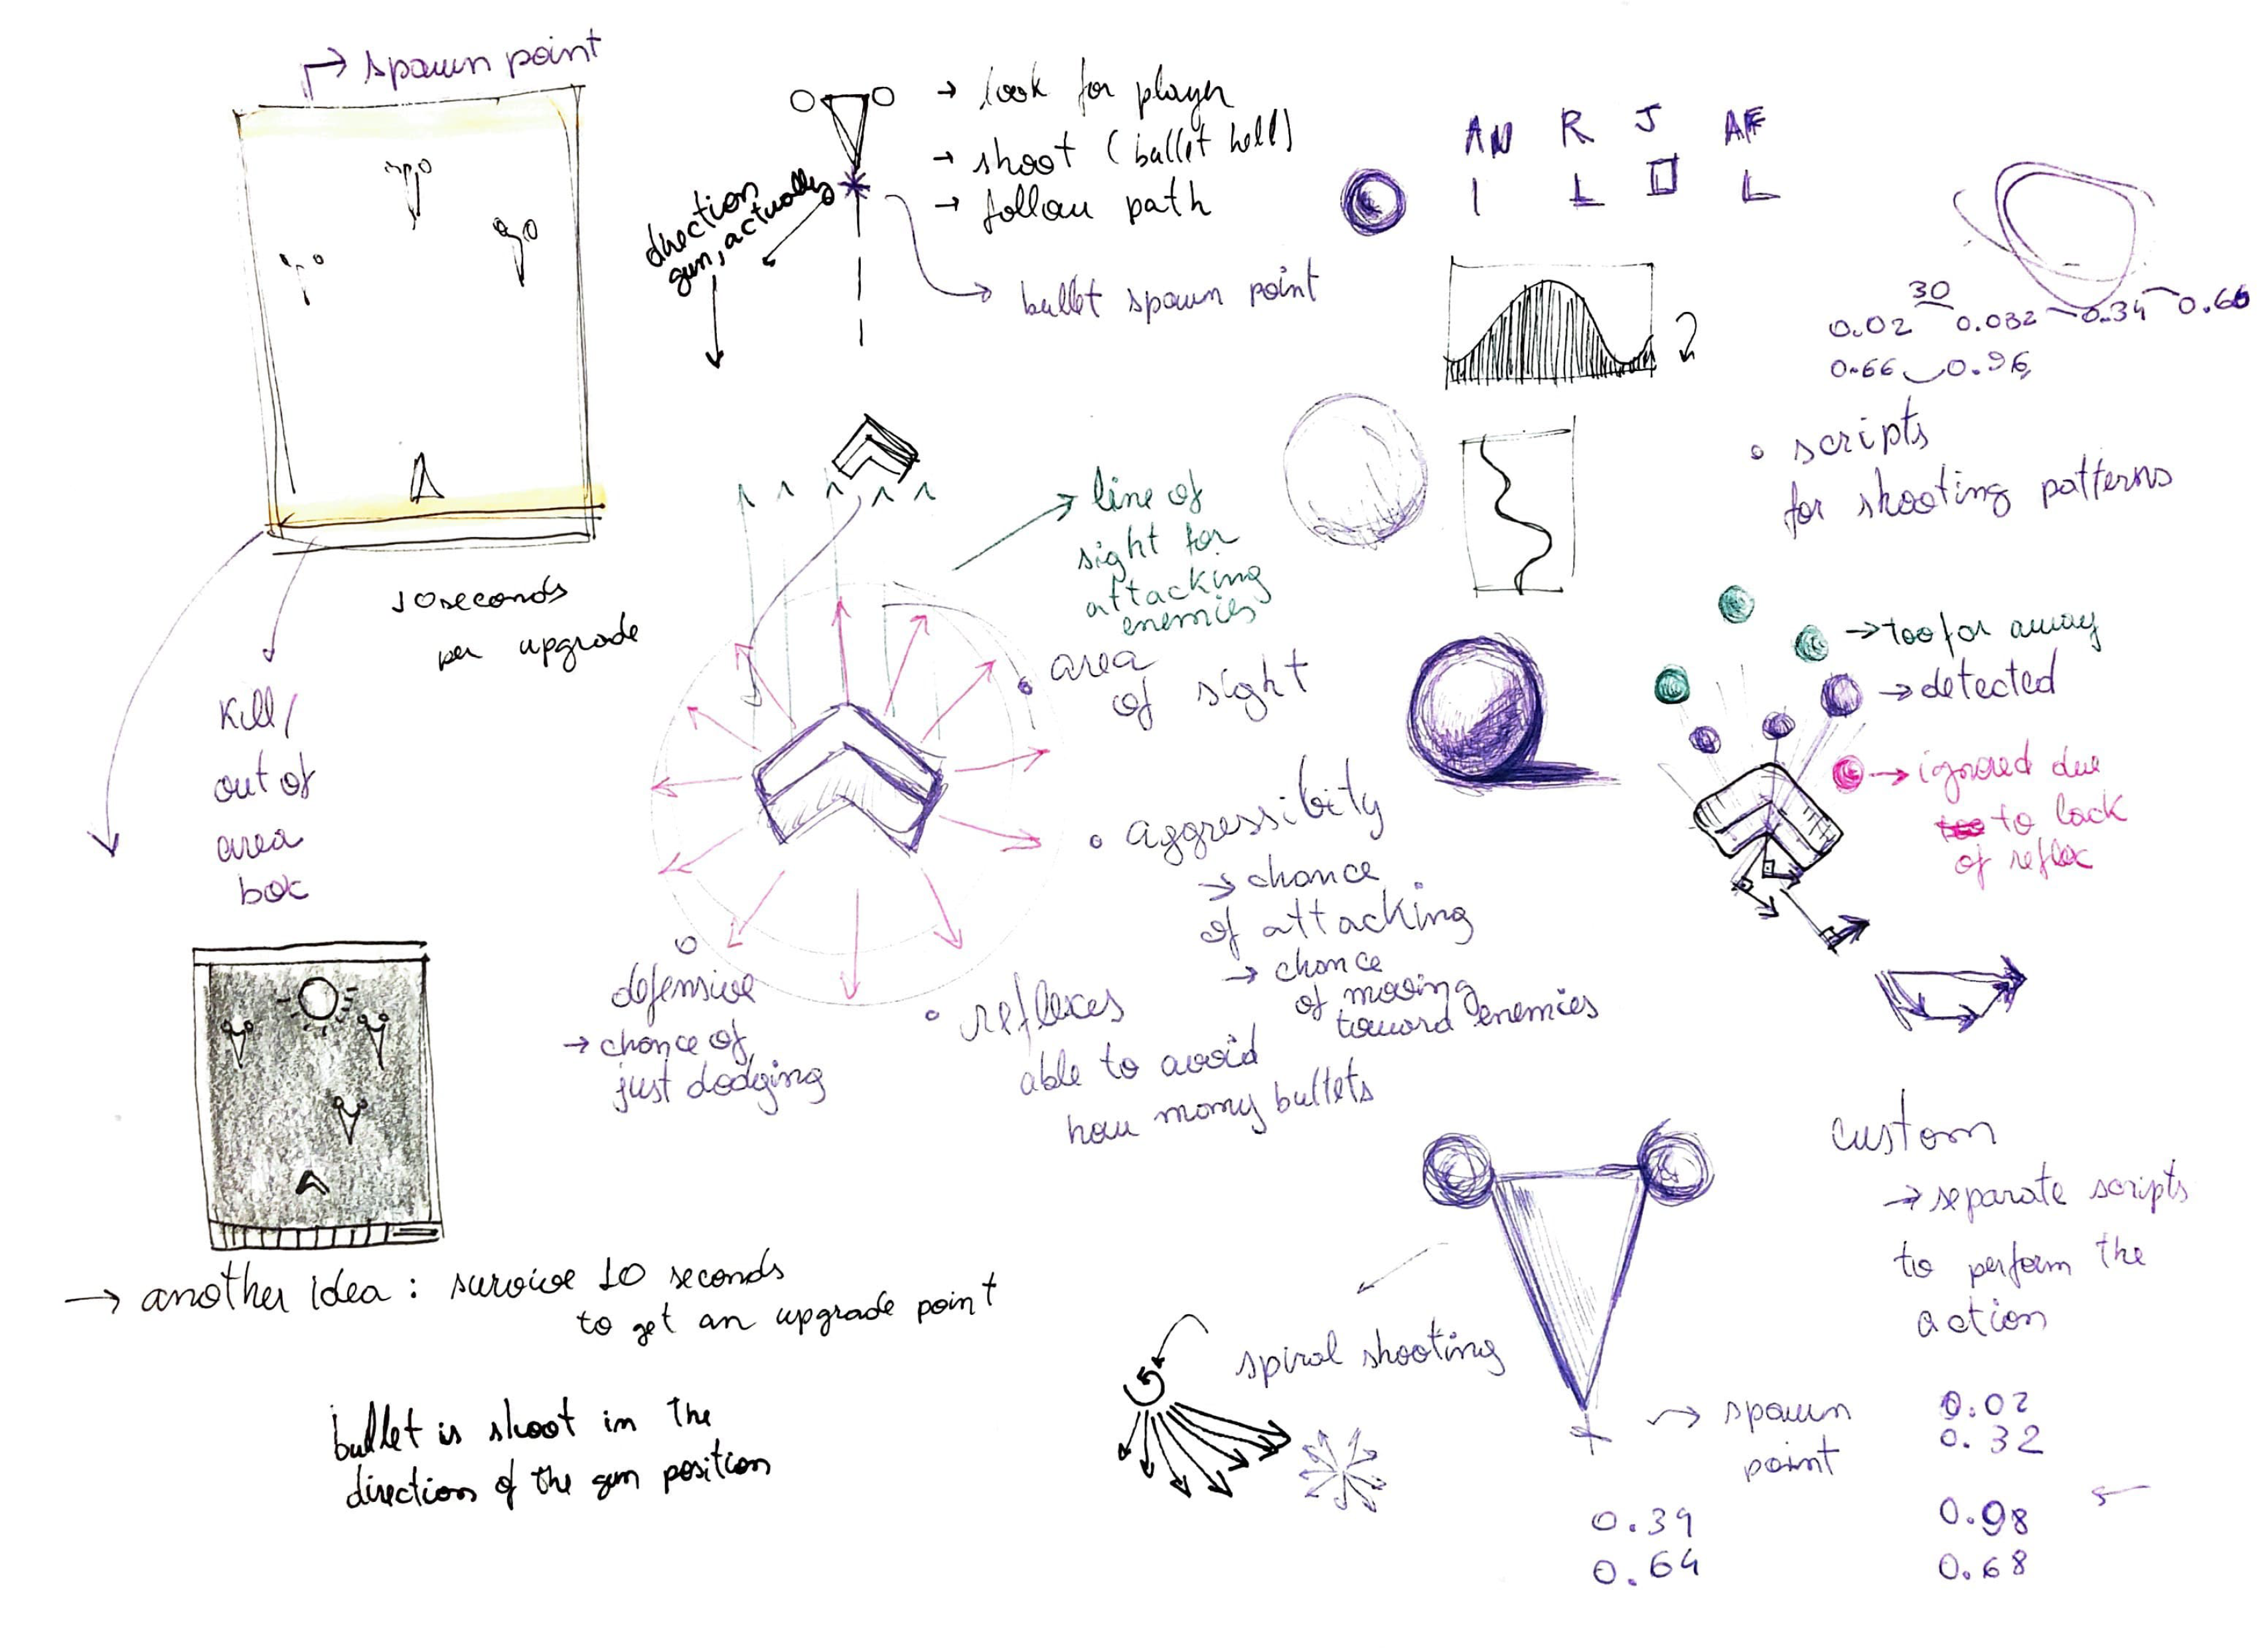 spawn point
→ look for player
→ shoot (bullet hell)
→ follow path
direction
gun, actually
bullet spawn point
AN R J AF
30
0.02 0.032 0.34 0.66
0.66 0.96
• scripts
for shooting patterns
10seconds
per upgrade
Kill/
out of
area
box
line of
sight for
attacking
enemies
• area
of sight
→ too far away
→ detected
→ ignored due
to lack
of reflex
• aggressibity
→ chance
of attacking
→ chance
of moving
toward enemies
• defensive
→ chance of
just dodging
• reflexes
able to avoid
how many bullets
→ another idea: survive 10 seconds
to get an upgrade point
bullet is shoot in the
direction of the gun position
spiral shooting
custom
→ separate scripts
to perform the
action
→ spawn
point
0.02
0.32
0.39
0.64
0.98
0.68